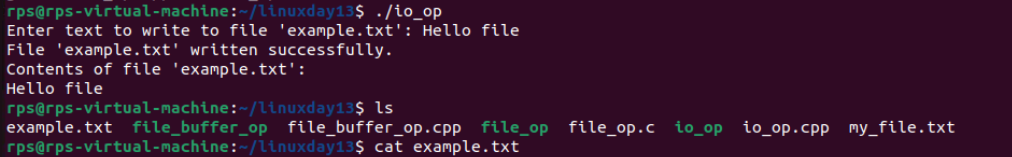 rps@rps-virtual-machine:~/linuxday13$ ./io_op
Enter text to write to file 'example.txt': Hello file
File 'example.txt' written successfully.
Contents of file 'example.txt':
Hello file
rps@rps-virtual-machine:~/linuxday13$ ls
example.txt  file_buffer_op  file_buffer_op.cpp  file_op  file_op.c  io_op  io_op.cpp  my_file.txt
rps@rps-virtual-machine:~/linuxday13$ cat example.txt